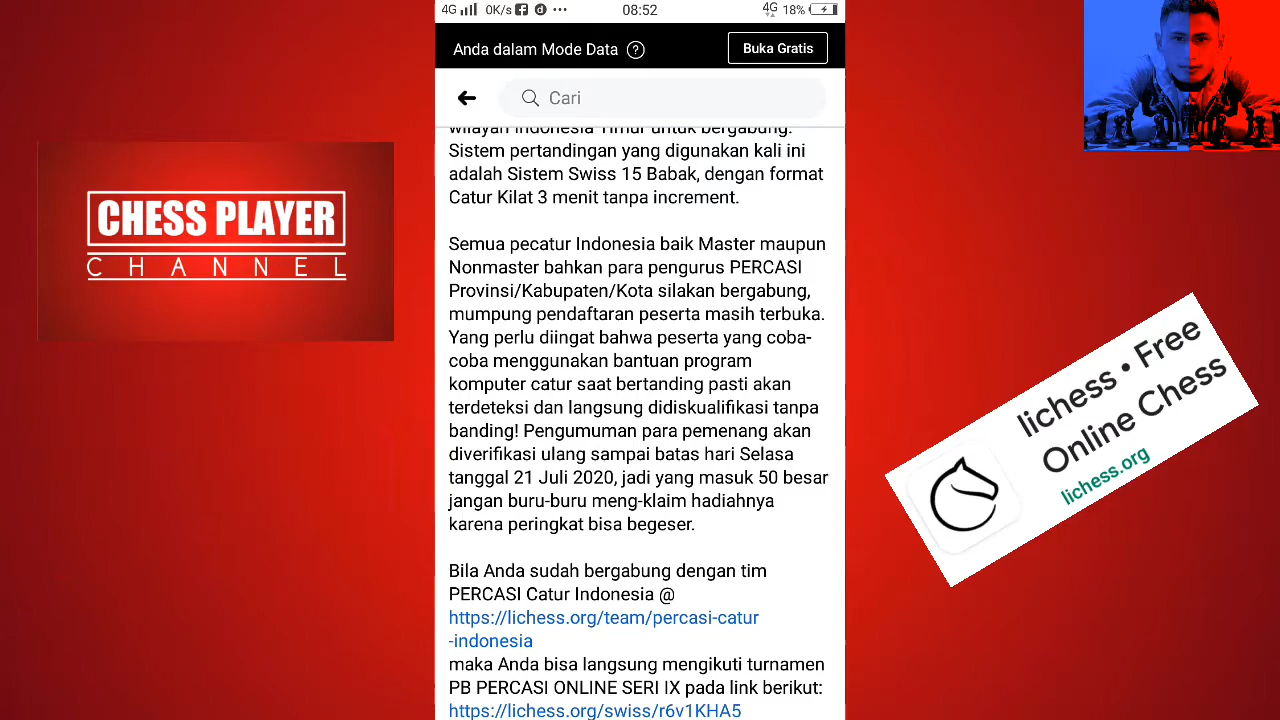 4G 0K/s 08:52 4G 18%
Anda dalam Mode Data ? Buka Gratis
Cari
wilayah Indonesia Timur untuk bergabung.
Sistem pertandingan yang digunakan kali ini
adalah Sistem Swiss 15 Babak, dengan format
Catur Kilat 3 menit tanpa increment.
Semua pecatur Indonesia baik Master maupun
Nonmaster bahkan para pengurus PERCASI
Provinsi/Kabupaten/Kota silakan bergabung,
mumpung pendaftaran peserta masih terbuka.
Yang perlu diingat bahwa peserta yang coba-
coba menggunakan bantuan program
komputer catur saat bertanding pasti akan
terdeteksi dan langsung didiskualifikasi tanpa
banding! Pengumuman para pemenang akan
diverifikasi ulang sampai batas hari Selasa
tanggal 21 Juli 2020, jadi yang masuk 50 besar
jangan buru-buru meng-klaim hadiahnya
karena peringkat bisa begeser.
Bila Anda sudah bergabung dengan tim
PERCASI Catur Indonesia @
https://lichess.org/team/percasi-catur
-indonesia
maka Anda bisa langsung mengikuti turnamen
PB PERCASI ONLINE SERI IX pada link berikut:
https://lichess.org/swiss/r6v1KHA5
CHESS PLAYER
CHANNEL
lichess • Free
Online Chess
lichess.org